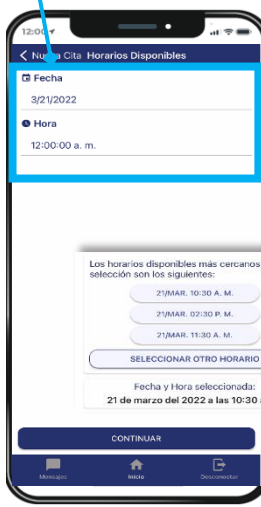 12:00
Nueva Cita Horarios Disponibles
Fecha
3/21/2022
Hora
12:00:00 a. m.
Los horarios disponibles más cercanos
selección son los siguientes:
21/MAR. 10:30 A. M.
21/MAR. 02:30 P. M.
21/MAR. 11:30 A. M.
SELECCIONAR OTRO HORARIO
Fecha y Hora seleccionada:
21 de marzo del 2022 a las 10:30
CONTINUAR
Mensajes Inicio Desconectar